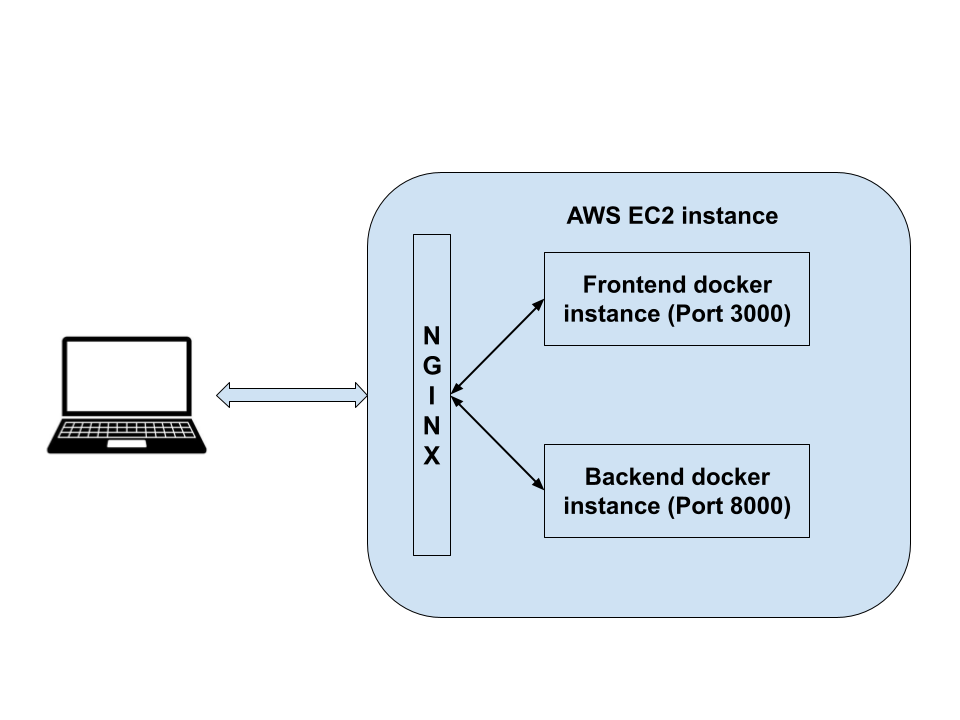 AWS EC2 instance
N
G
I
N
X
Frontend docker
instance (Port 3000)
Backend docker
instance (Port 8000)